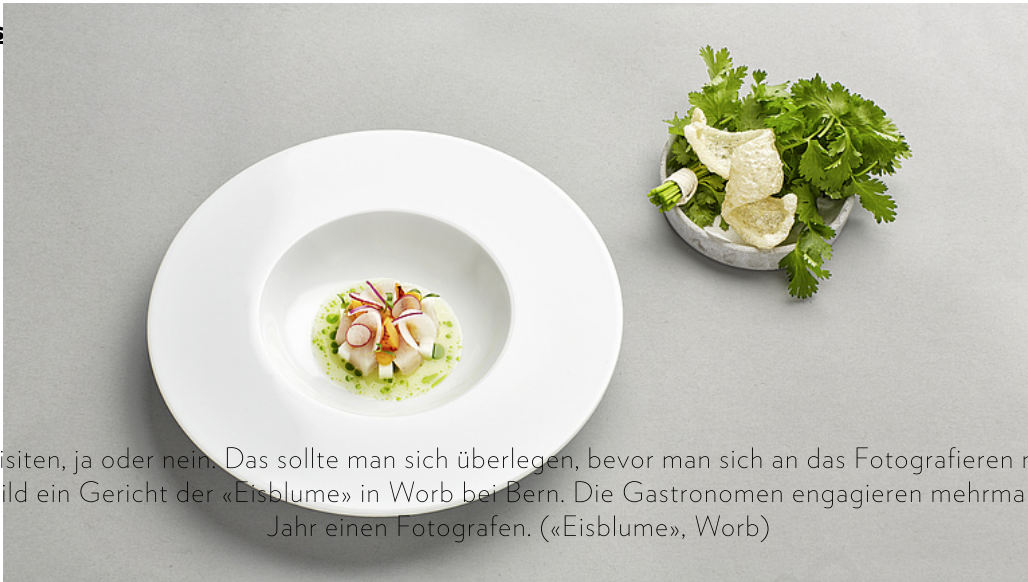 s
isiten, ja oder nein. Das sollte man sich überlegen, bevor man sich an das Fotografieren
ild ein Gericht der «Eisblume» in Worb bei Bern. Die Gastronomen engagieren mehrma
Jahr einen Fotografen. («Eisblume», Worb)